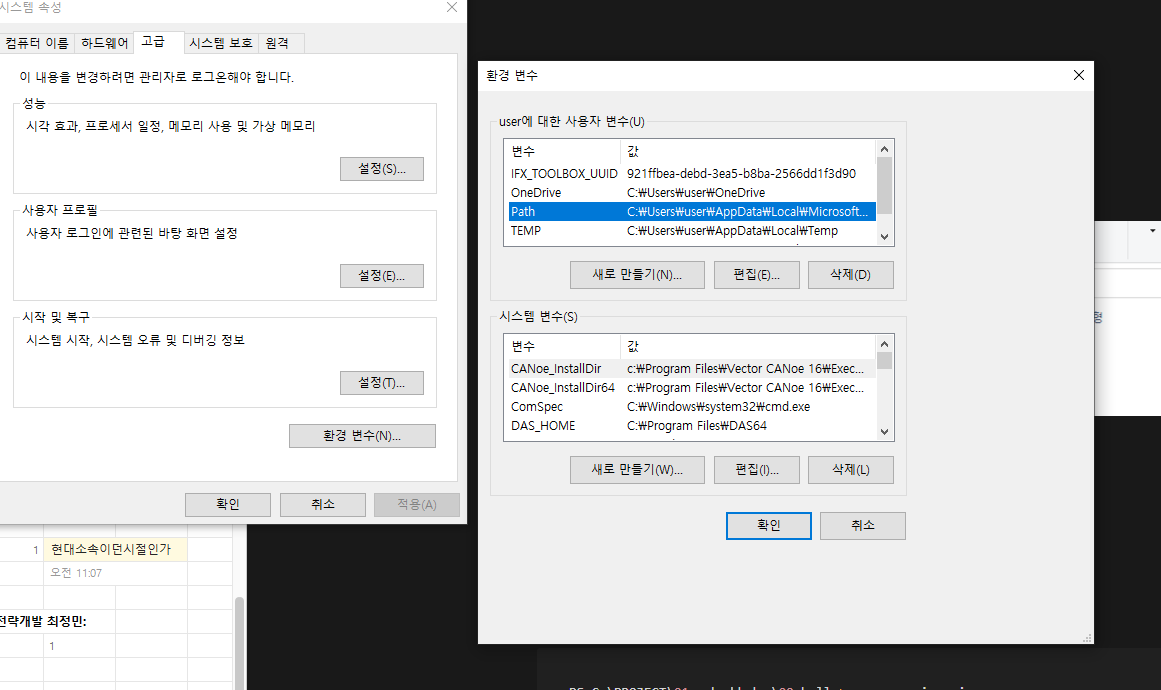 시스템 속성
컴퓨터 이름 하드웨어 고급 시스템 보호 원격
이 내용을 변경하려면 관리자로 로그온해야 합니다.
성능
시각 효과, 프로세서 일정, 메모리 사용 및 가상 메모리
설정(S)...
사용자 프로필
사용자 로그인에 관련된 바탕 화면 설정
설정(E)...
시작 및 복구
시스템 시작, 시스템 오류 및 디버깅 정보
설정(T)...
환경 변수(N)...
확인 취소 적용(A)
1 현대소속이던시절인가
오전 11:07
전략개발 최정민:
1
환경 변수
user에 대한 사용자 변수(U)
변수 값
IFX_TOOLBOX_UUID 921ffbea-debd-3ea5-b8ba-2566dd1f3d90
OneDrive C:₩Users₩user₩OneDrive
Path C:₩Users₩user₩AppData₩Local₩Microsoft...
TEMP C:₩Users₩user₩AppData₩Local₩Temp
새로 만들기(N)... 편집(E)... 삭제(D)
시스템 변수(S)
변수 값
CANoe_InstallDir c:₩Program Files₩Vector CANoe 16₩Exec...
CANoe_InstallDir64 c:₩Program Files₩Vector CANoe 16₩Exec...
ComSpec C:₩Windows₩system32₩cmd.exe
DAS_HOME C:₩Program Files₩DAS64
새로 만들기(W)... 편집(I)... 삭제(L)
확인 취소
형